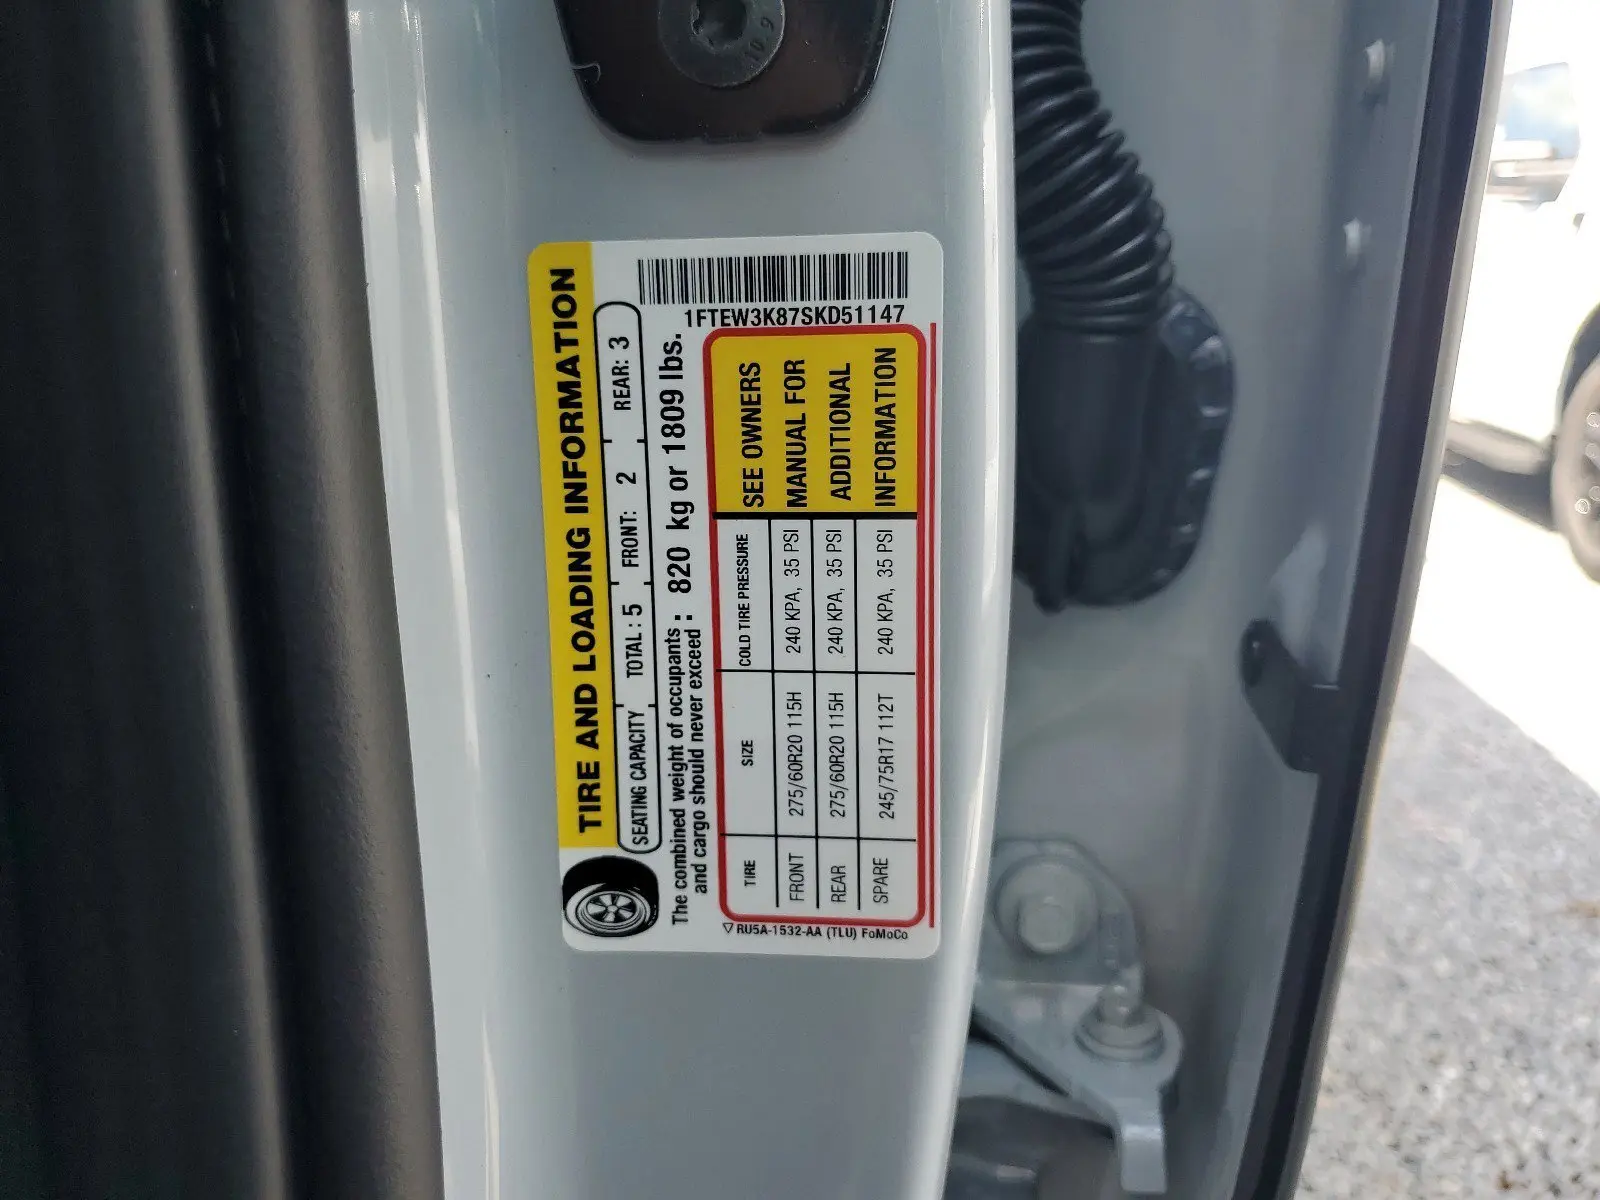 10.9
TIRE AND LOADING INFORMATION
SEATING CAPACITY TOTAL : 5 FRONT: 2 REAR: 3
The combined weight of occupants and cargo should never exceed : 820 kg or 1809 lbs.
1FTEW3K87SKD51147
TIRE SIZE COLD TIRE PRESSURE
FRONT 275/60R20 115H 240 KPA, 35 PSI
REAR 275/60R20 115H 240 KPA, 35 PSI
SPARE 245/75R17 112T 240 KPA, 35 PSI
SEE OWNERS
MANUAL FOR
ADDITIONAL
INFORMATION
RU5A-1532-AA (TLU) FoMoCo